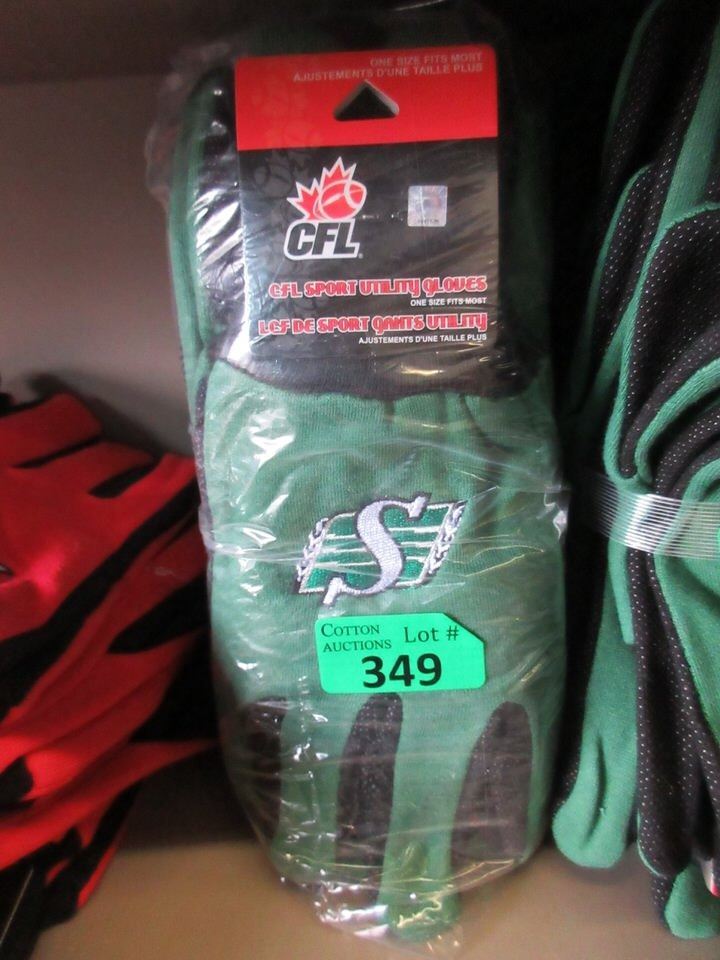 ONE SIZE FITS MOST
AJUSTEMENTS D'UNE TAILLE PLUS
CFL
CFL SPORT UTILITY GLOVES
ONE SIZE FITS MOST
LCF DE SPORT GANTS UTILITY
AJUSTEMENTS D'UNE TAILLE PLUS
S
COTTON AUCTIONS Lot #
349